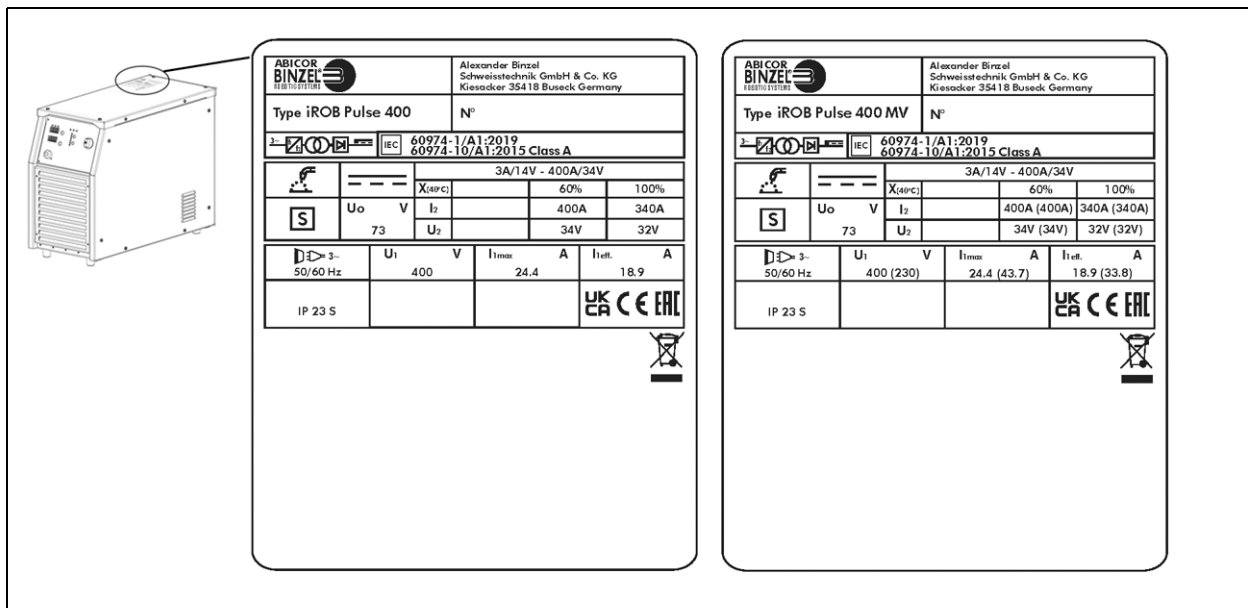 ABICOR
BINZEL®
ROBOTIC SYSTEMS
Alexander Binzel
Schweisstechnik GmbH & Co. KG
Kiesacker 35418 Buseck Germany
Type iROB Pulse 400
N°
3~
IEC
60974-1/A1:2019
60974-10/A1:2015 Class A
3A/14V - 400A/34V
X(40°C) 60% 100%
S
U0 V
73
I2 400A 340A
U2 34V 32V
3~
50/60 Hz
U1 V
400
I1max A
24.4
I1eff. A
18.9
IP 23 S
UK
CA CE EAC
ABICOR
BINZEL®
ROBOTIC SYSTEMS
Alexander Binzel
Schweisstechnik GmbH & Co. KG
Kiesacker 35418 Buseck Germany
Type iROB Pulse 400 MV
N°
3~
IEC
60974-1/A1:2019
60974-10/A1:2015 Class A
3A/14V - 400A/34V
X(40°C) 60% 100%
S
U0 V
73
I2 400A (400A) 340A (340A)
U2 34V (34V) 32V (32V)
3~
50/60 Hz
U1 V
400 (230)
I1max A
24.4 (43.7)
I1eff. A
18.9 (33.8)
IP 23 S
UK
CA CE EAC